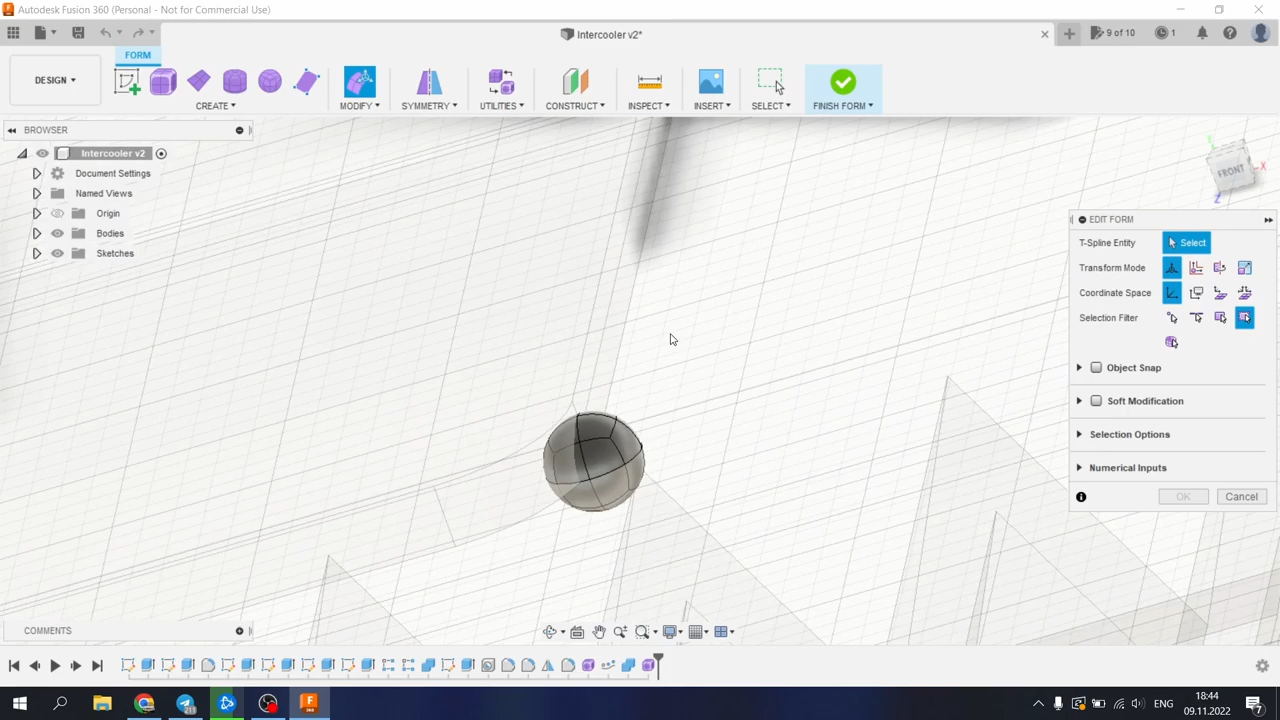 Autodesk Fusion 360 (Personal - Not for Commercial Use)
Intercooler v2*
9 of 10
1
FORM
DESIGN
CREATE
MODIFY
SYMMETRY
UTILITIES
CONSTRUCT
INSPECT
INSERT
SELECT
FINISH FORM
BROWSER
Intercooler v2
Document Settings
Named Views
Origin
Bodies
Sketches
Y
FRONT
X
Z
EDIT FORM
T-Spline Entity
Select
Transform Mode
Coordinate Space
Selection Filter
Object Snap
Soft Modification
Selection Options
Numerical Inputs
OK
Cancel
COMMENTS
211
F
360
ENG
18:44
09.11.2022
7